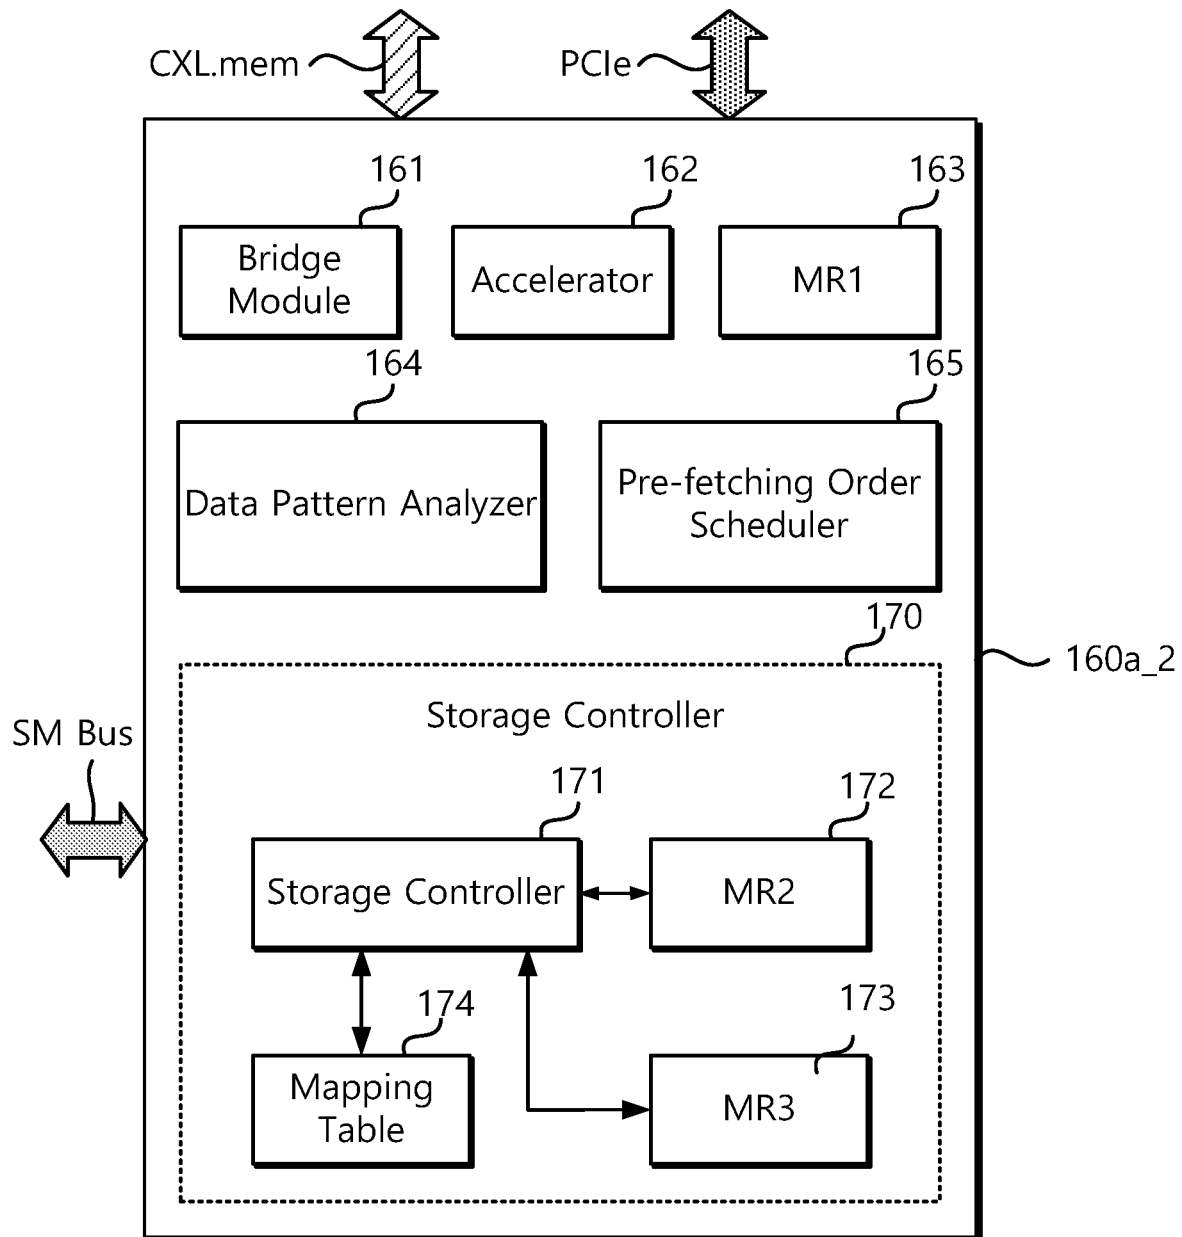 CXL.mem
PCIe
161
162
163
Bridge
Module
Accelerator
MR1
164
165
Data Pattern Analyzer
Pre-fetching Order
Scheduler
170
160a_2
Storage Controller
SM Bus
171
172
Storage Controller
MR2
174
173
Mapping
Table
MR3